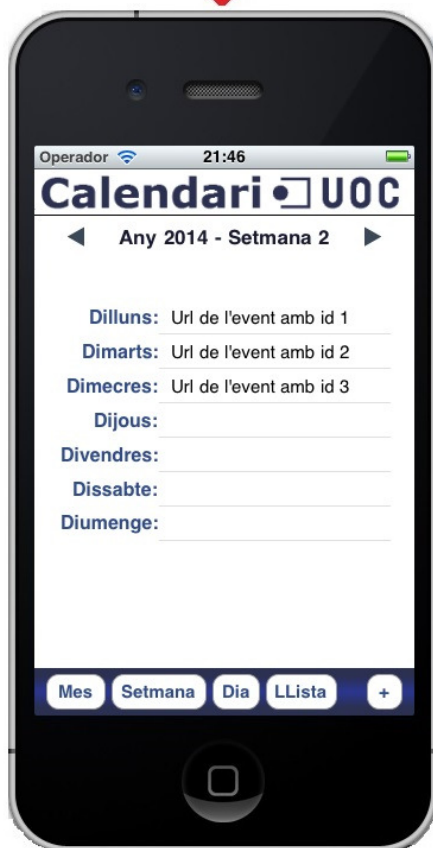 Operador 21:46
Calendari UOC
Any 2014 - Setmana 2
Dilluns: Url de l'event amb id 1
Dimarts: Url de l'event amb id 2
Dimecres: Url de l'event amb id 3
Dijous:
Divendres:
Dissabte:
Diumenge:
Mes Setmana Dia LLista +